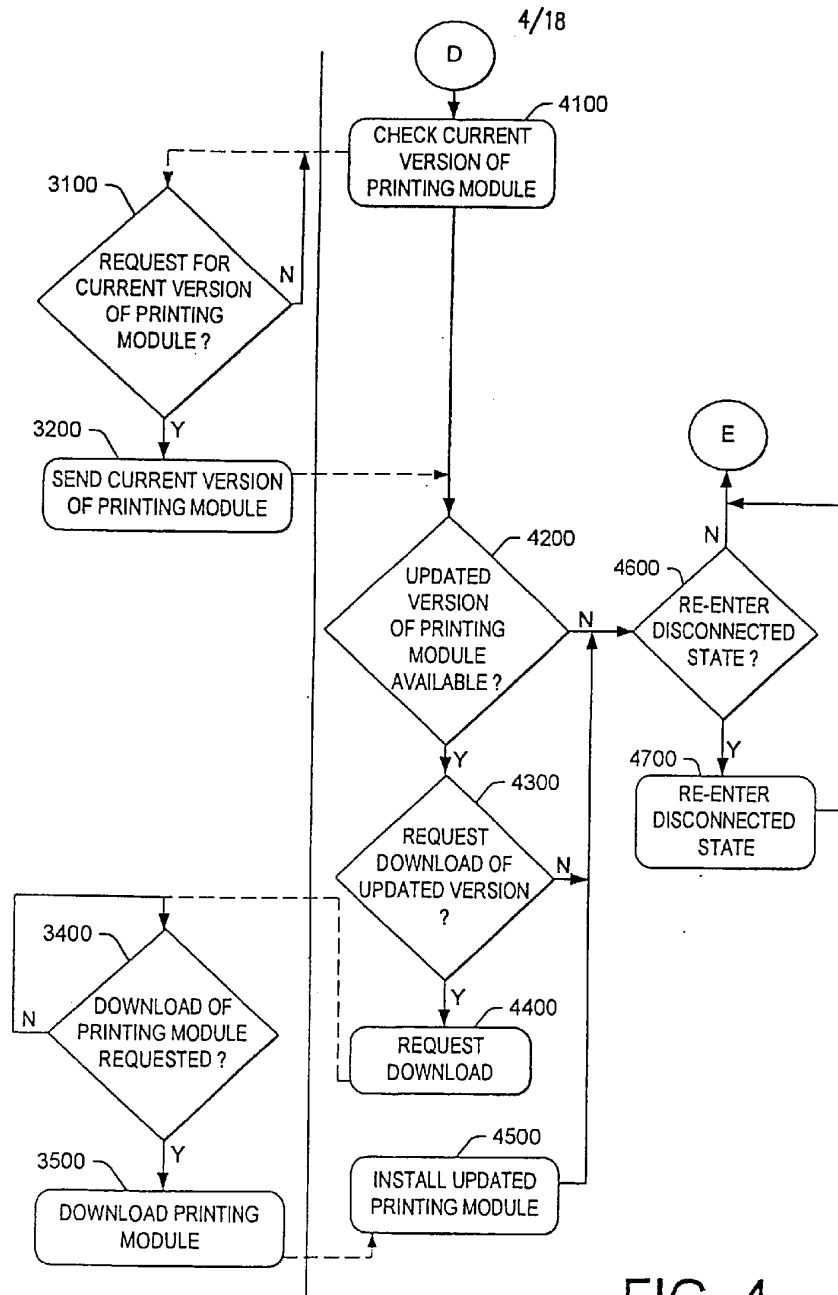 4/18
D
4100
CHECK CURRENT
VERSION OF
PRINTING MODULE
3100
REQUEST FOR
CURRENT VERSION
OF PRINTING
MODULE ?
N
Y
3200
SEND CURRENT VERSION
OF PRINTING MODULE
E
4200
UPDATED
VERSION
OF PRINTING
MODULE
AVAILABLE ?
N
Y
N
4600
RE-ENTER
DISCONNECTED
STATE ?
Y
4700
RE-ENTER
DISCONNECTED
STATE
4300
REQUEST
DOWNLOAD OF
UPDATED VERSION
?
N
Y
4400
REQUEST
DOWNLOAD
3400
DOWNLOAD OF
PRINTING MODULE
REQUESTED ?
N
Y
3500
DOWNLOAD PRINTING
MODULE
4500
INSTALL UPDATED
PRINTING MODULE
FIG. 4